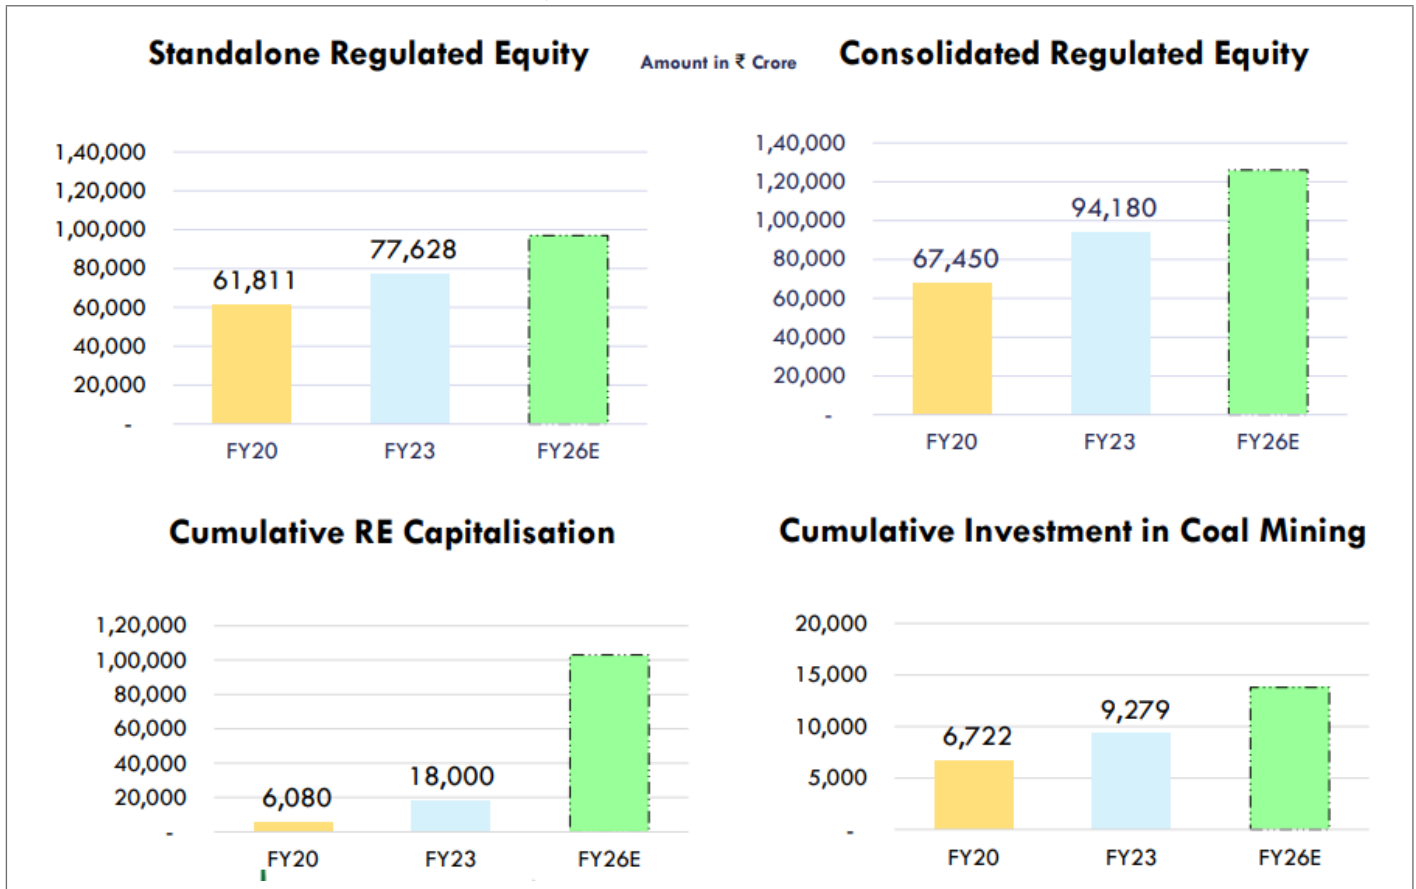 Standalone Regulated Equity
Amount in ₹ Crore
Consolidated Regulated Equity
1,40,000
1,20,000
1,00,000
80,000
60,000
40,000
20,000
-
61,811
77,628
FY20
FY23
FY26E
1,40,000
1,20,000
1,00,000
80,000
60,000
40,000
20,000
-
67,450
94,180
FY20
FY23
FY26E
Cumulative RE Capitalisation
1,20,000
1,00,000
80,000
60,000
40,000
20,000
-
6,080
18,000
FY20
FY23
FY26E
Cumulative Investment in Coal Mining
20,000
15,000
10,000
5,000
-
6,722
9,279
FY20
FY23
FY26E